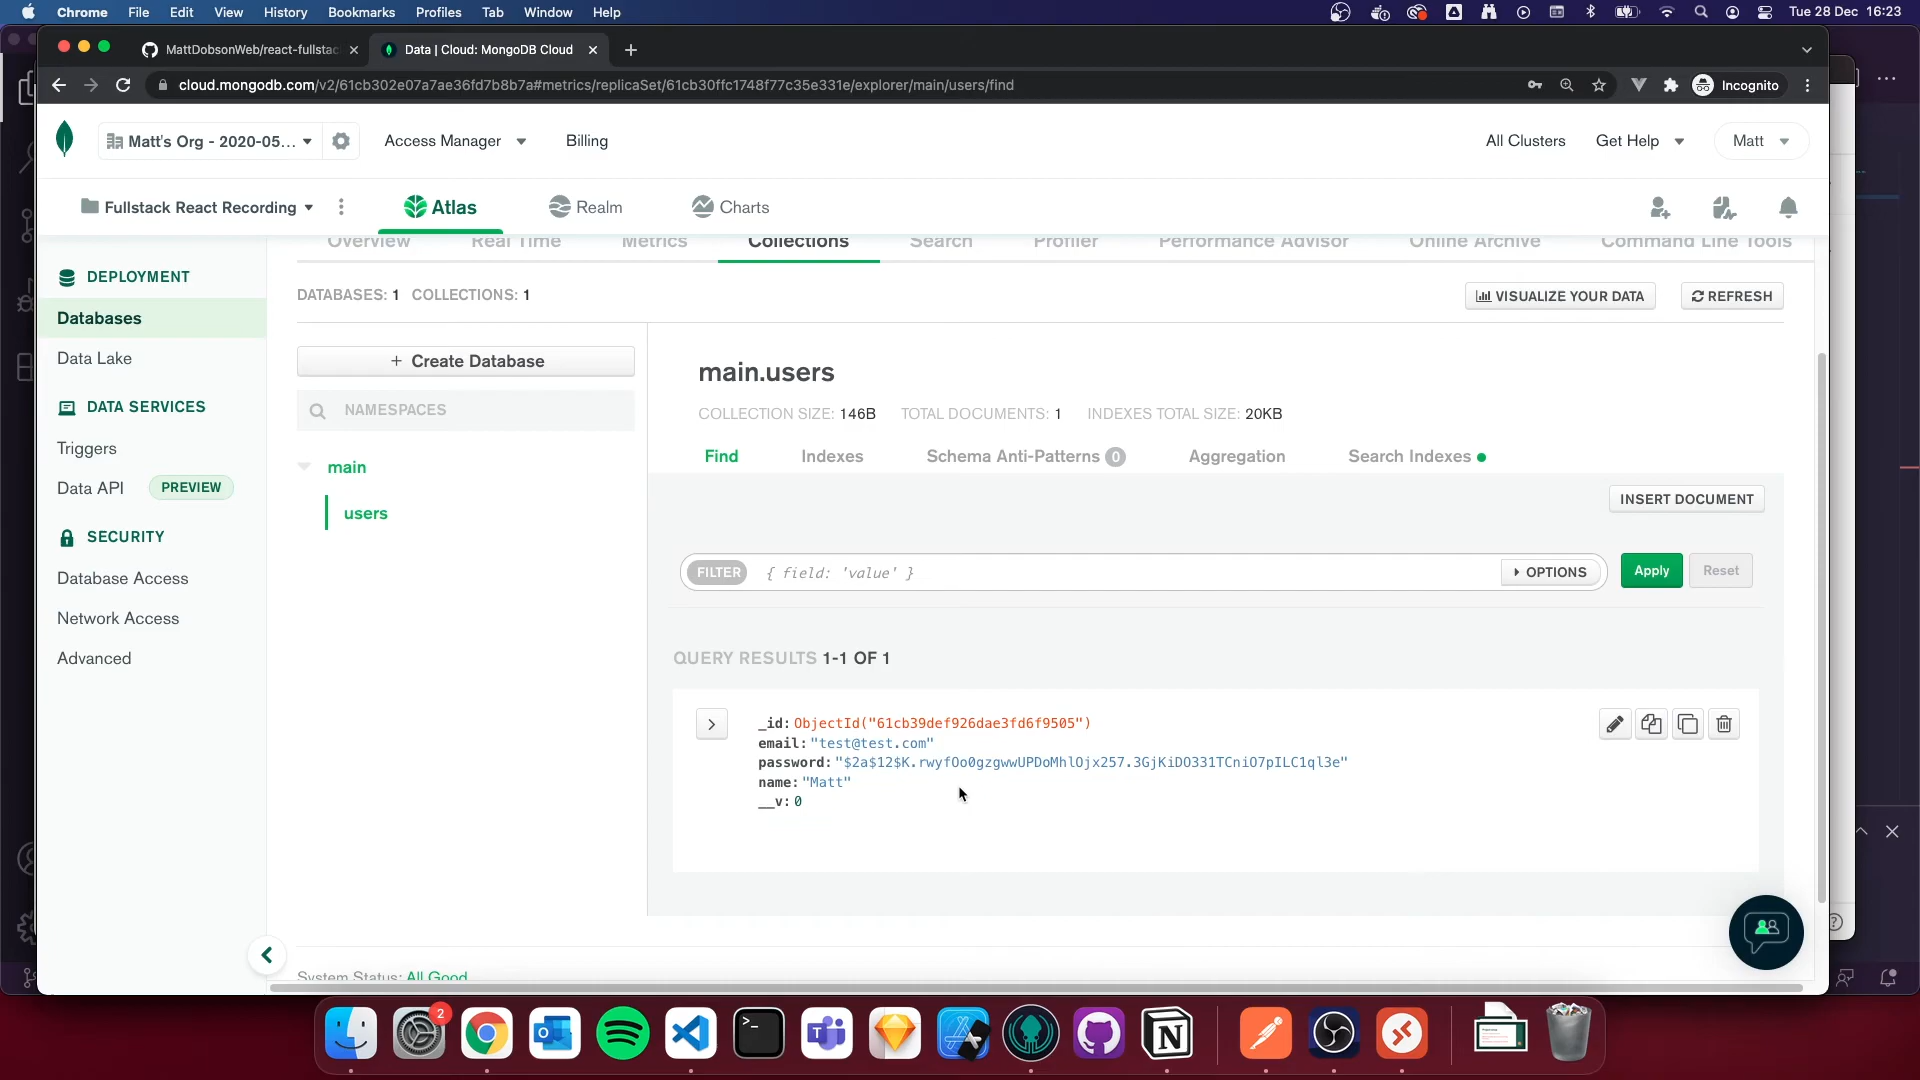 Chrome File Edit View History Bookmarks Profiles Tab Window Help
Tue 28 Dec 16:23
MattDobsonWeb/react-fullstac
Data | Cloud: MongoDB Cloud
cloud.mongodb.com/v2/61cb302e07a7ae36fd7b8b7a#metrics/replicaSet/61cb30ffc1748f77c35e331e/explorer/main/users/find
Incognito
Matt's Org - 2020-05...
Access Manager
Billing
All Clusters
Get Help
Matt
Fullstack React Recording
Atlas
Realm
Charts
Overview Real Time Metrics Collections Search Profiler Performance Advisor Online Archive Command Line Tools
DEPLOYMENT
Databases
Data Lake
DATA SERVICES
Triggers
Data API PREVIEW
SECURITY
Database Access
Network Access
Advanced
DATABASES: 1 COLLECTIONS: 1
VISUALIZE YOUR DATA
REFRESH
+ Create Database
NAMESPACES
main
users
main.users
COLLECTION SIZE: 146B TOTAL DOCUMENTS: 1 INDEXES TOTAL SIZE: 20KB
Find Indexes Schema Anti-Patterns 0 Aggregation Search Indexes
INSERT DOCUMENT
FILTER { field: 'value' }
OPTIONS
Apply
Reset
QUERY RESULTS 1-1 OF 1
_id: ObjectId("61cb39def926dae3fd6f9505")
email: "test@test.com"
password: "$2a$12$K.rwyfOo0gzgwwUPDoMhlOjx257.3GjKiDO331TCniO7pILC1ql3e"
name: "Matt"
__v: 0
System Status: All Good
2